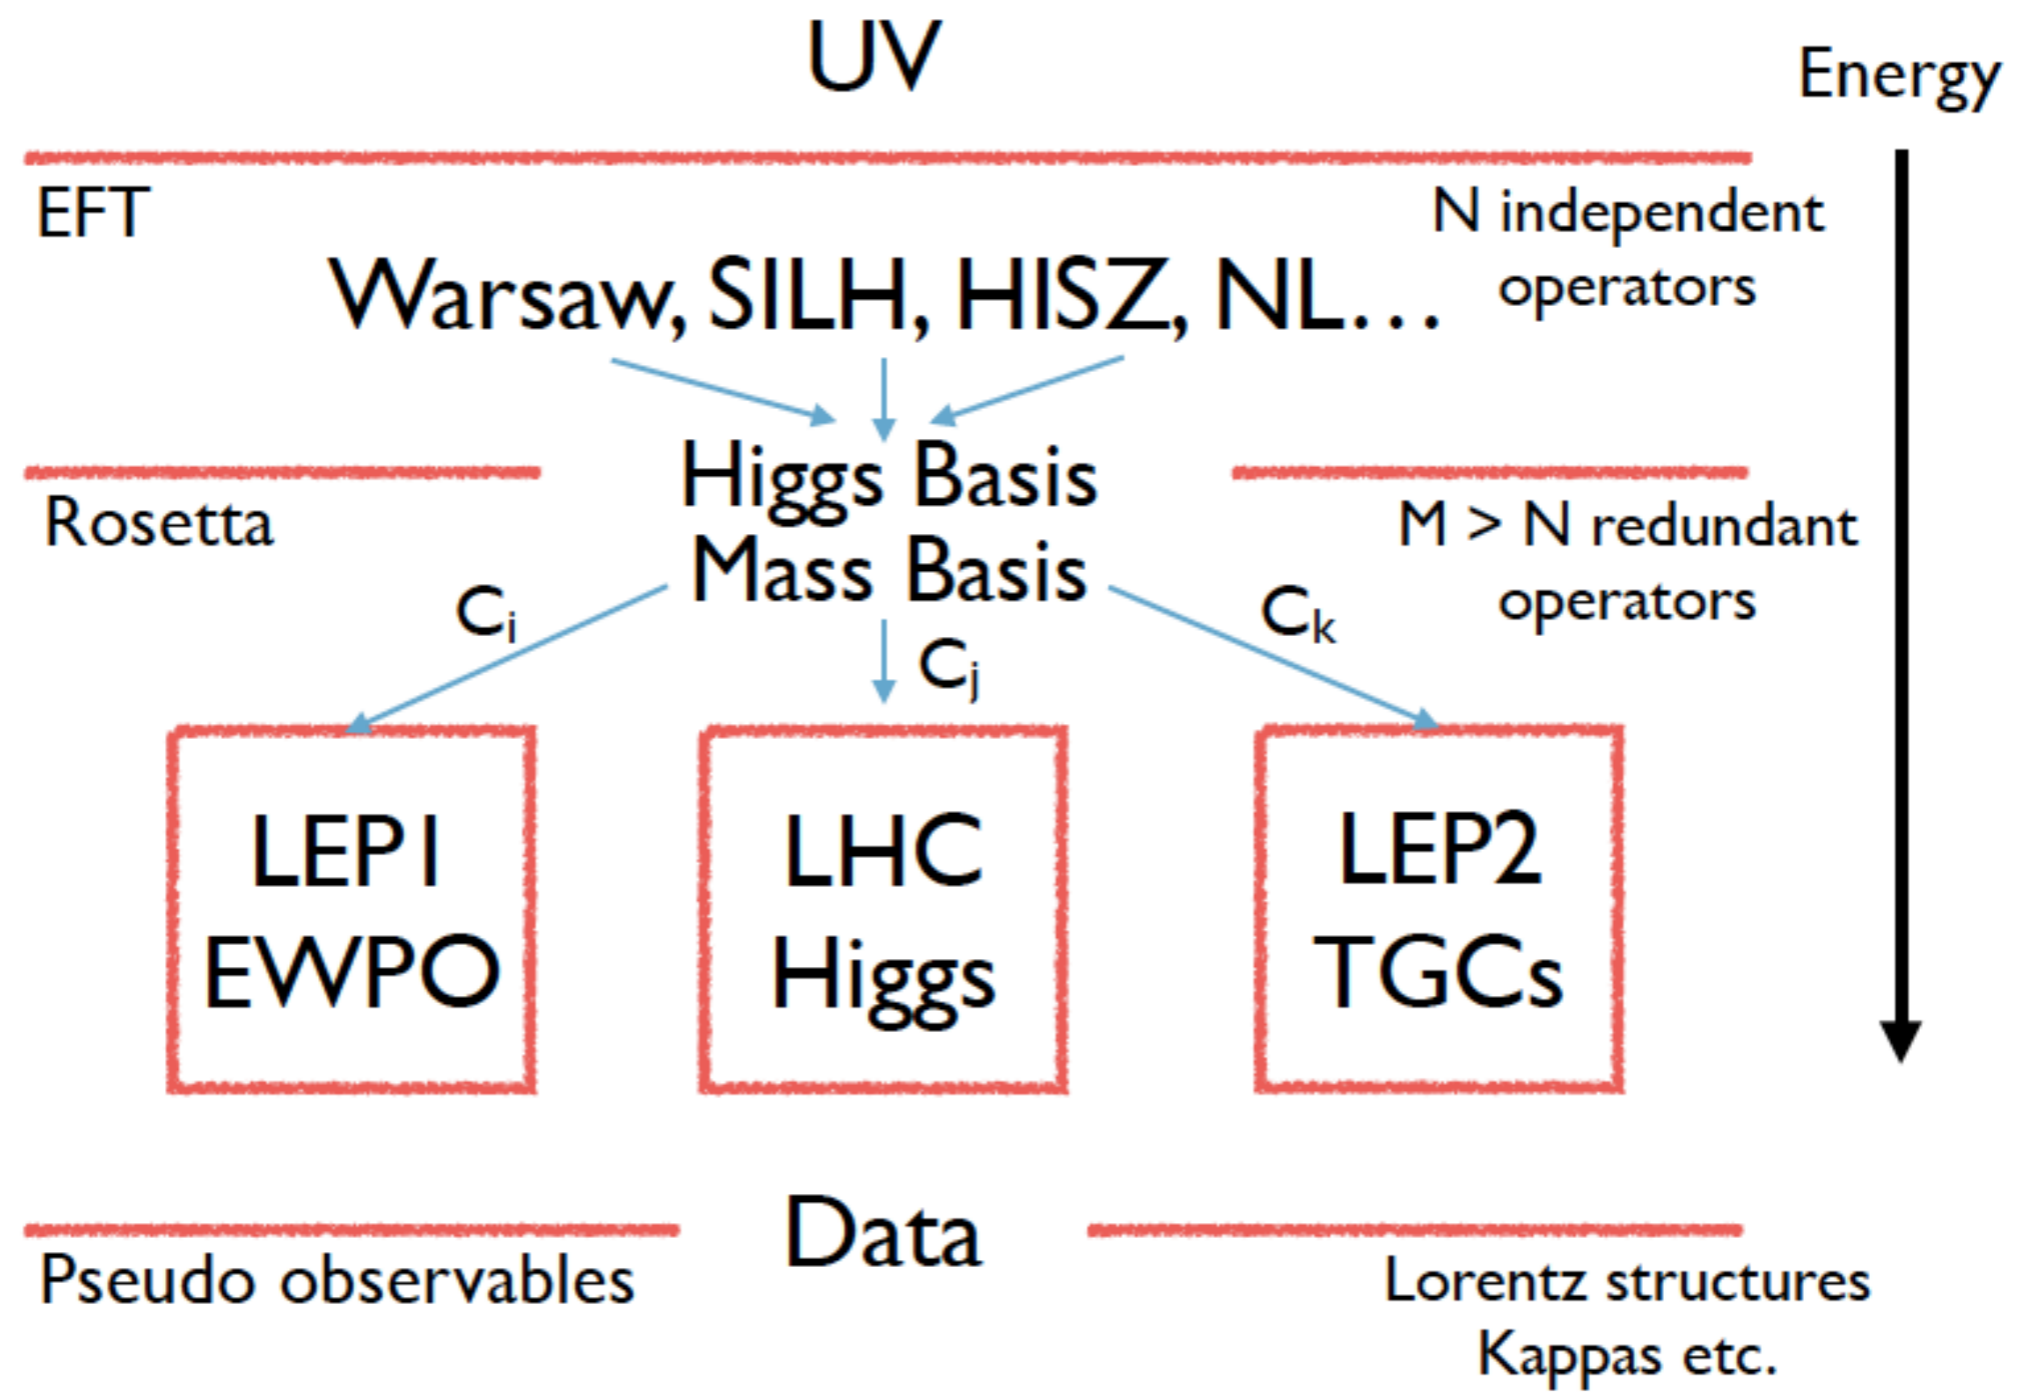 UV
Energy
EFT
N independent
operators
Warsaw, SILH, HISZ, NL...
Higgs Basis
Rosetta
M > N redundant
operators
Mass Basis
Ci
Cj
Ck
LEP1
EWPO
LHC
Higgs
LEP2
TGCs
Data
Pseudo observables
Lorentz structures
Kappas etc.